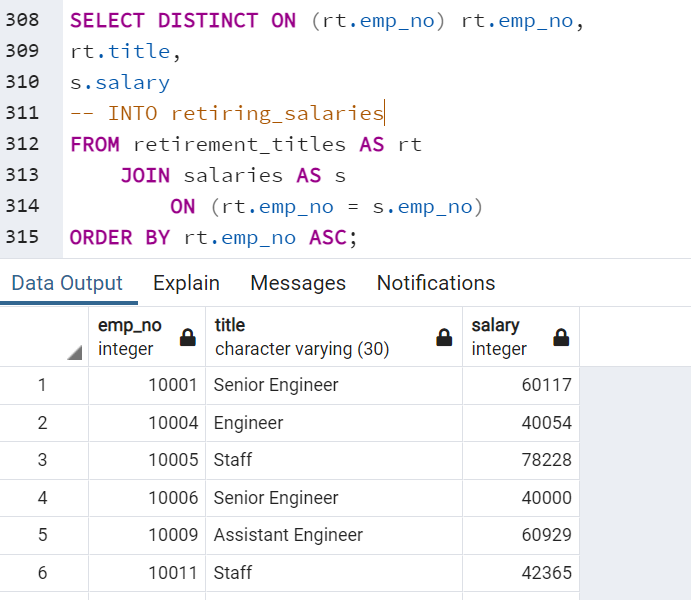 308 SELECT DISTINCT ON (rt.emp_no) rt.emp_no,
309 rt.title,
310 s.salary
311 -- INTO retiring_salaries
312 FROM retirement_titles AS rt
313 JOIN salaries AS s
314 ON (rt.emp_no = s.emp_no)
315 ORDER BY rt.emp_no ASC;
Data Output Explain Messages Notifications
emp_no title salary
integer character varying (30) integer
1 10001 Senior Engineer 60117
2 10004 Engineer 40054
3 10005 Staff 78228
4 10006 Senior Engineer 40000
5 10009 Assistant Engineer 60929
6 10011 Staff 42365